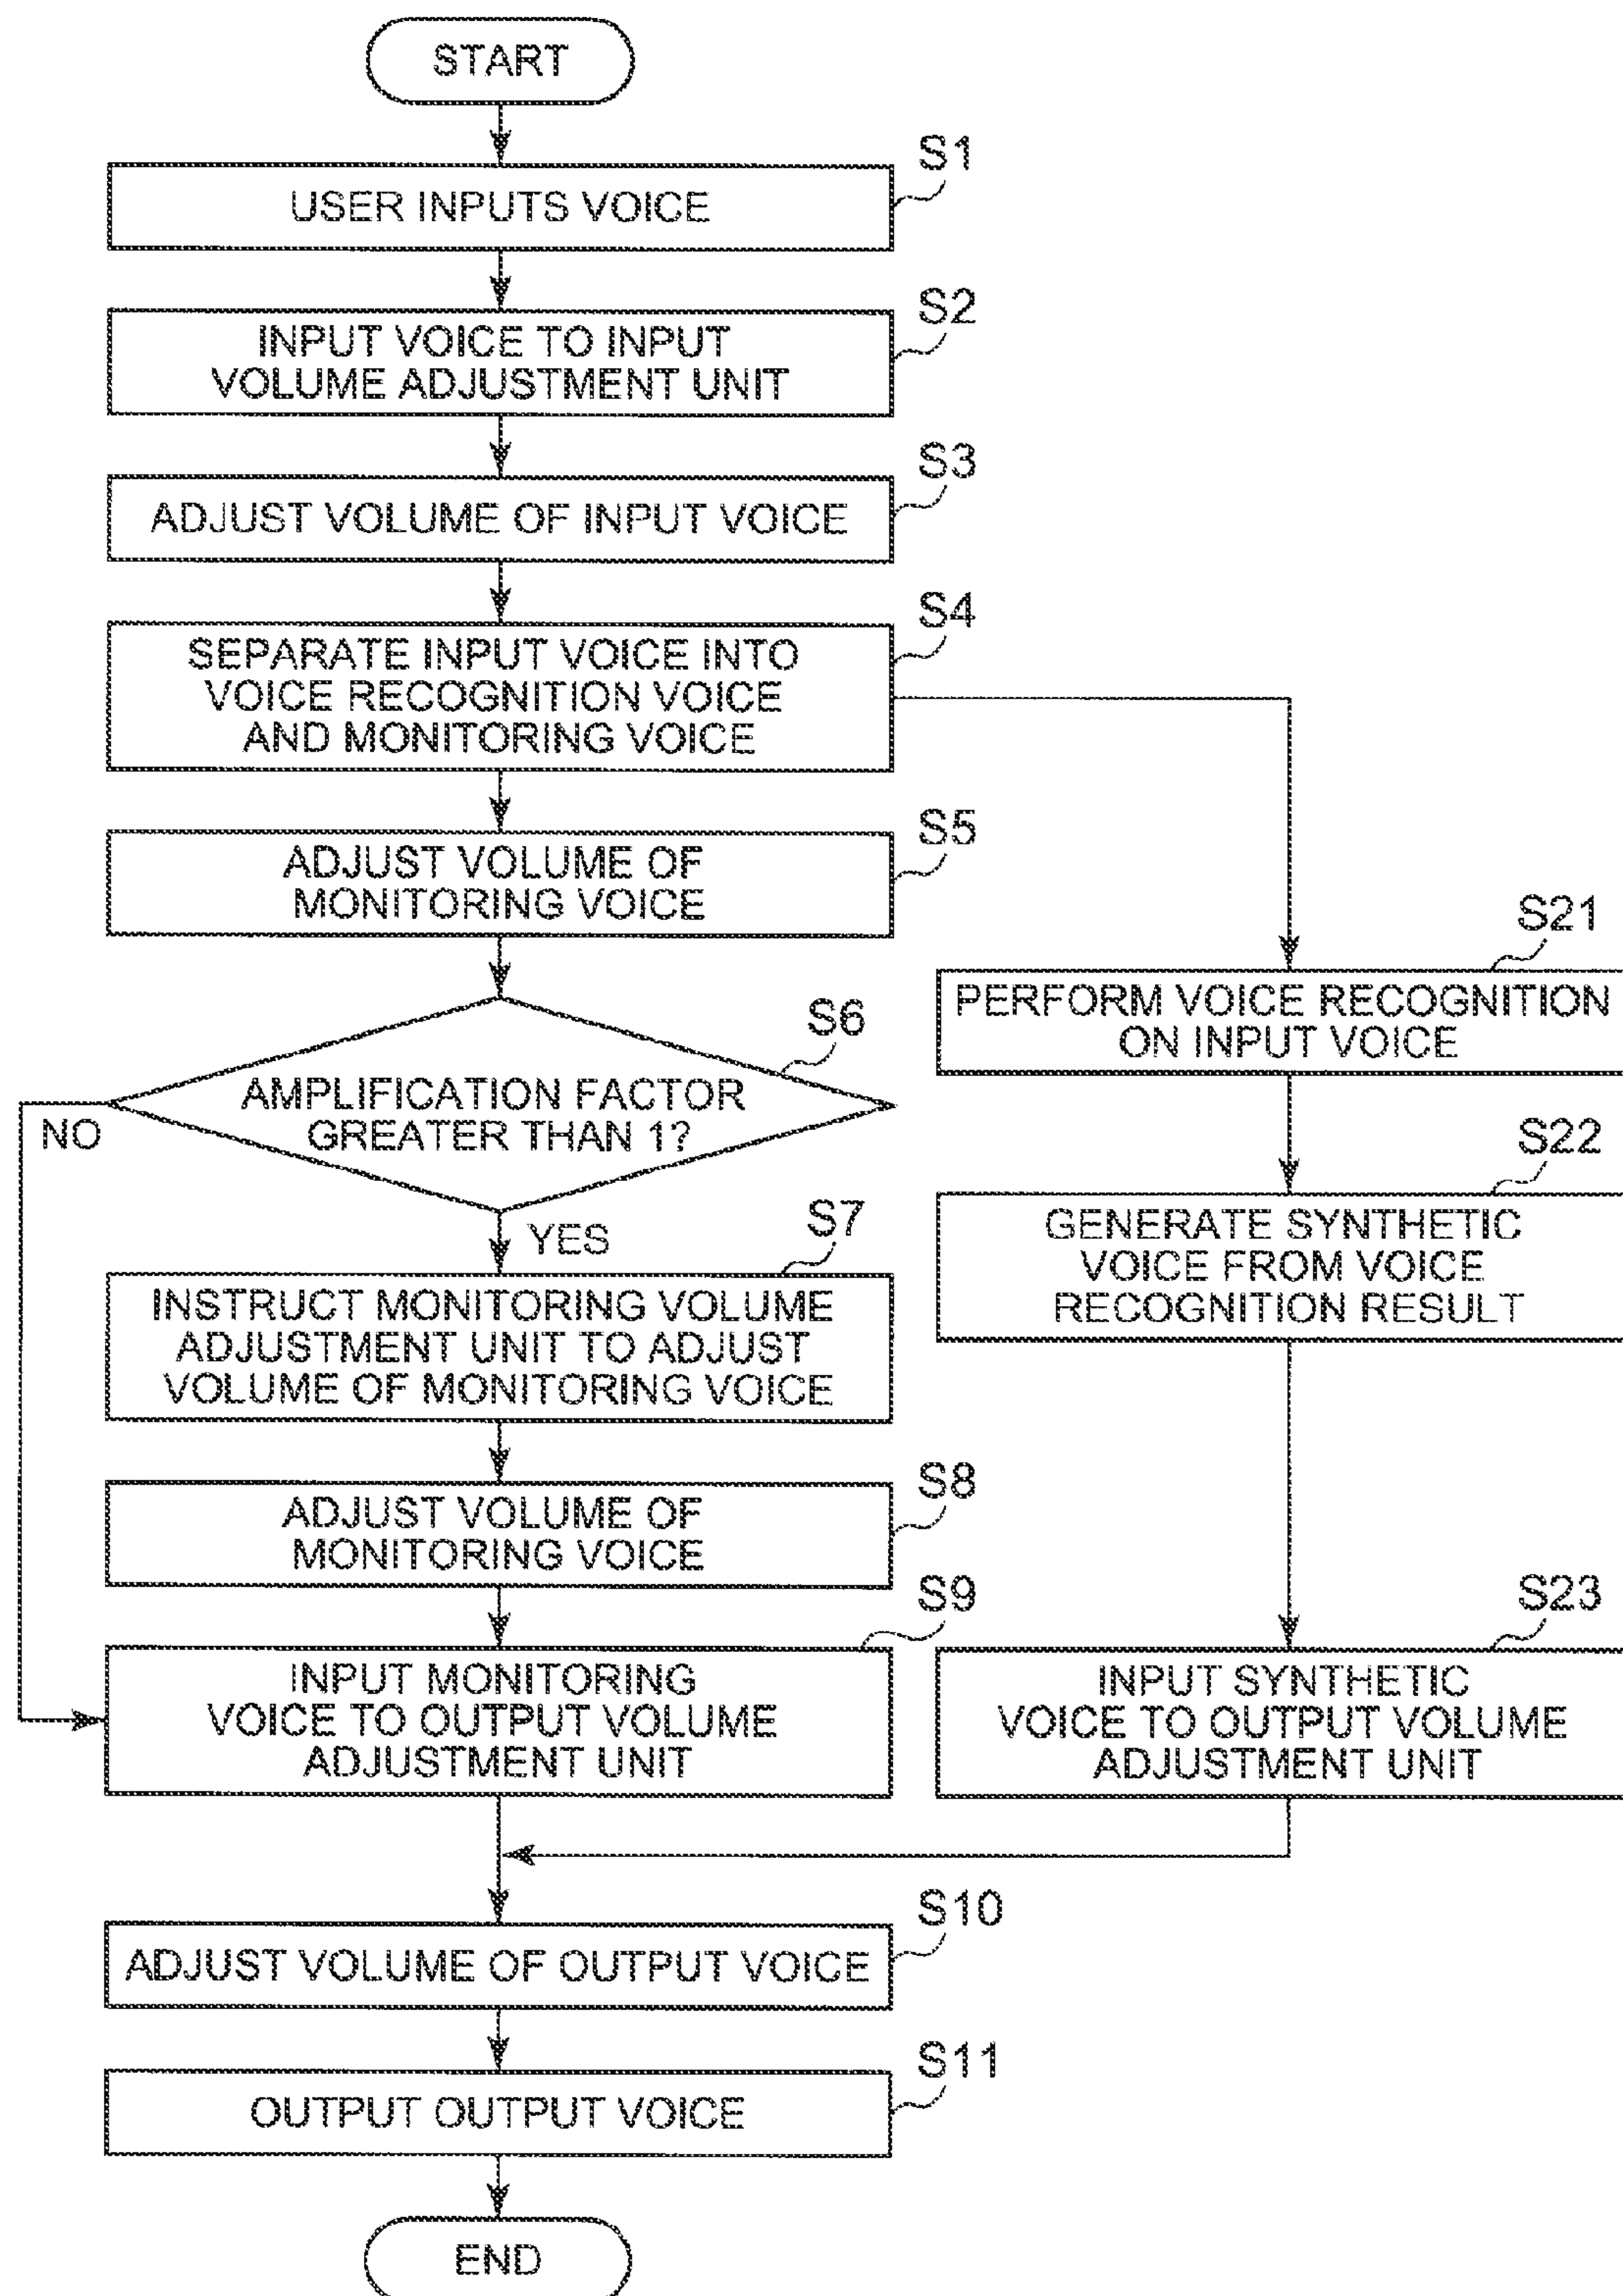 START
S1
USER INPUTS VOICE
S2
INPUT VOICE TO INPUT
VOLUME ADJUSTMENT UNIT
S3
ADJUST VOLUME OF INPUT VOICE
S4
SEPARATE INPUT VOICE INTO
VOICE RECOGNITION VOICE
AND MONITORING VOICE
S5
ADJUST VOLUME OF
MONITORING VOICE
S6
AMPLIFICATION FACTOR
GREATER THAN 1?
NO
YES
S7
INSTRUCT MONITORING VOLUME
ADJUSTMENT UNIT TO ADJUST
VOLUME OF MONITORING VOICE
S8
ADJUST VOLUME OF
MONITORING VOICE
S9
INPUT MONITORING
VOICE TO OUTPUT VOLUME
ADJUSTMENT UNIT
S21
PERFORM VOICE RECOGNITION
ON INPUT VOICE
S22
GENERATE SYNTHETIC
VOICE FROM VOICE
RECOGNITION RESULT
S23
INPUT SYNTHETIC
VOICE TO OUTPUT VOLUME
ADJUSTMENT UNIT
S10
ADJUST VOLUME OF OUTPUT VOICE
S11
OUTPUT OUTPUT VOICE
END